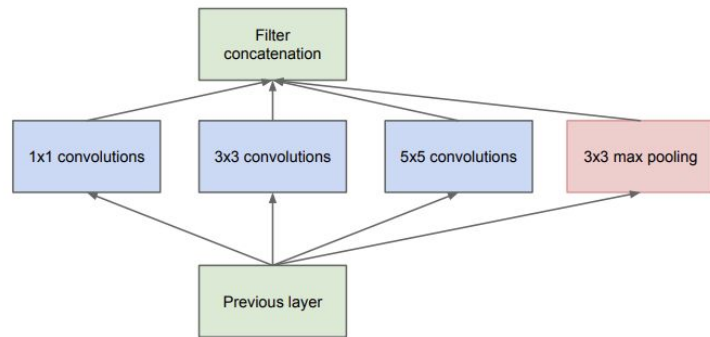 Filter
concatenation
1x1 convolutions
3x3 convolutions
5x5 convolutions
3x3 max pooling
Previous layer